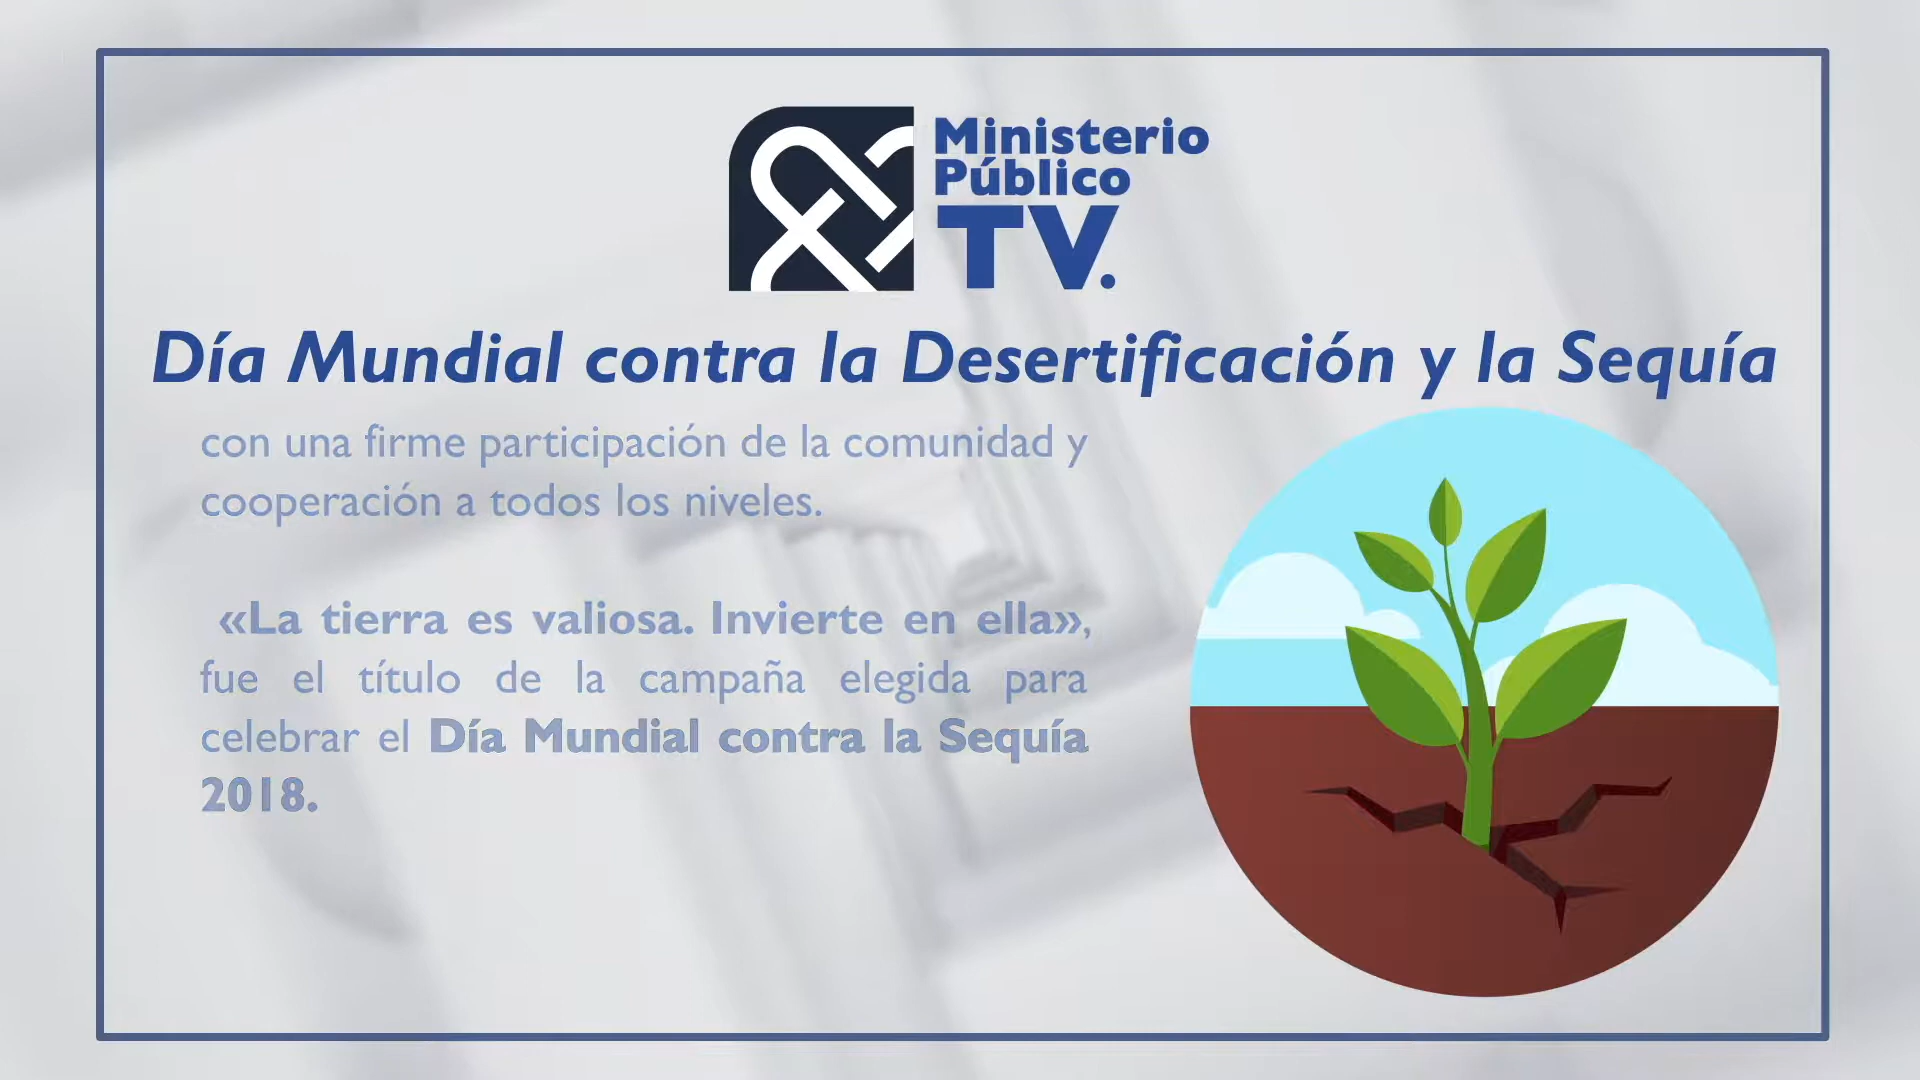 Ministerio
Público
TV.
Día Mundial contra la Desertificación y la Sequía
con una firme participación de la comunidad y
cooperación a todos los niveles.
«La tierra es valiosa. Invierte en ella»,
fue el título de la campaña elegida para
celebrar el Día Mundial contra la Sequía
2018.